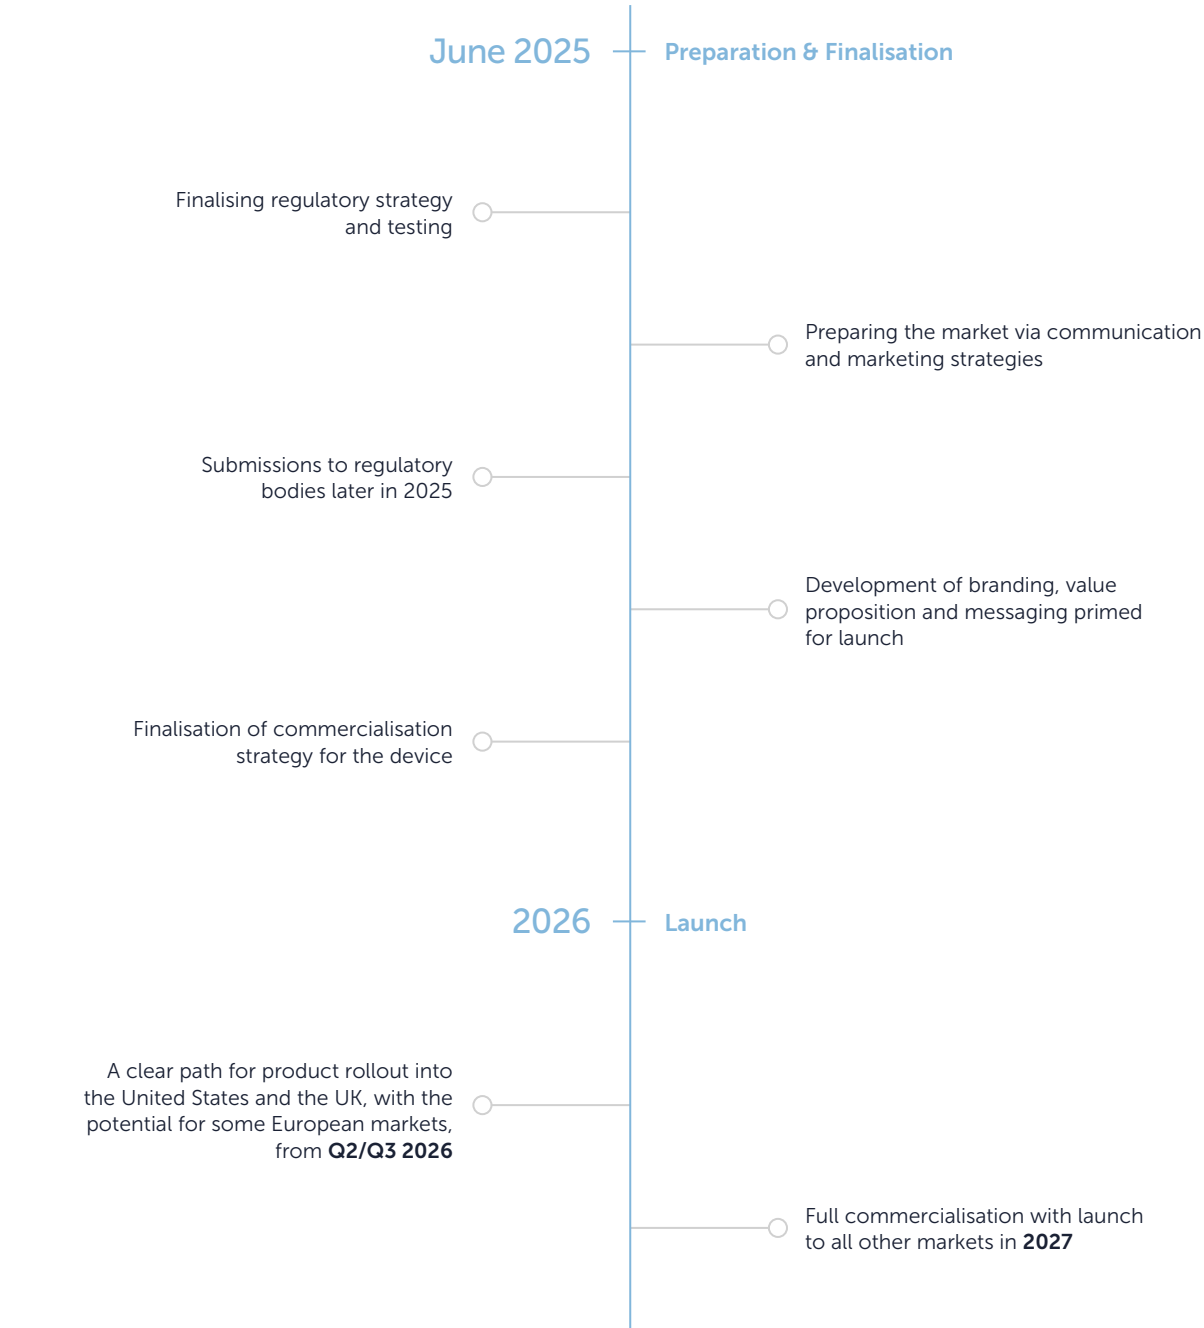 June 2025
Preparation & Finalisation
Finalising regulatory strategy
and testing
Preparing the market via communication
and marketing strategies
Submissions to regulatory
bodies later in 2025
Development of branding, value
proposition and messaging primed
for launch
Finalisation of commercialisation
strategy for the device
2026
Launch
A clear path for product rollout into
the United States and the UK, with the
potential for some European markets,
from Q2/Q3 2026
Full commercialisation with launch
to all other markets in 2027